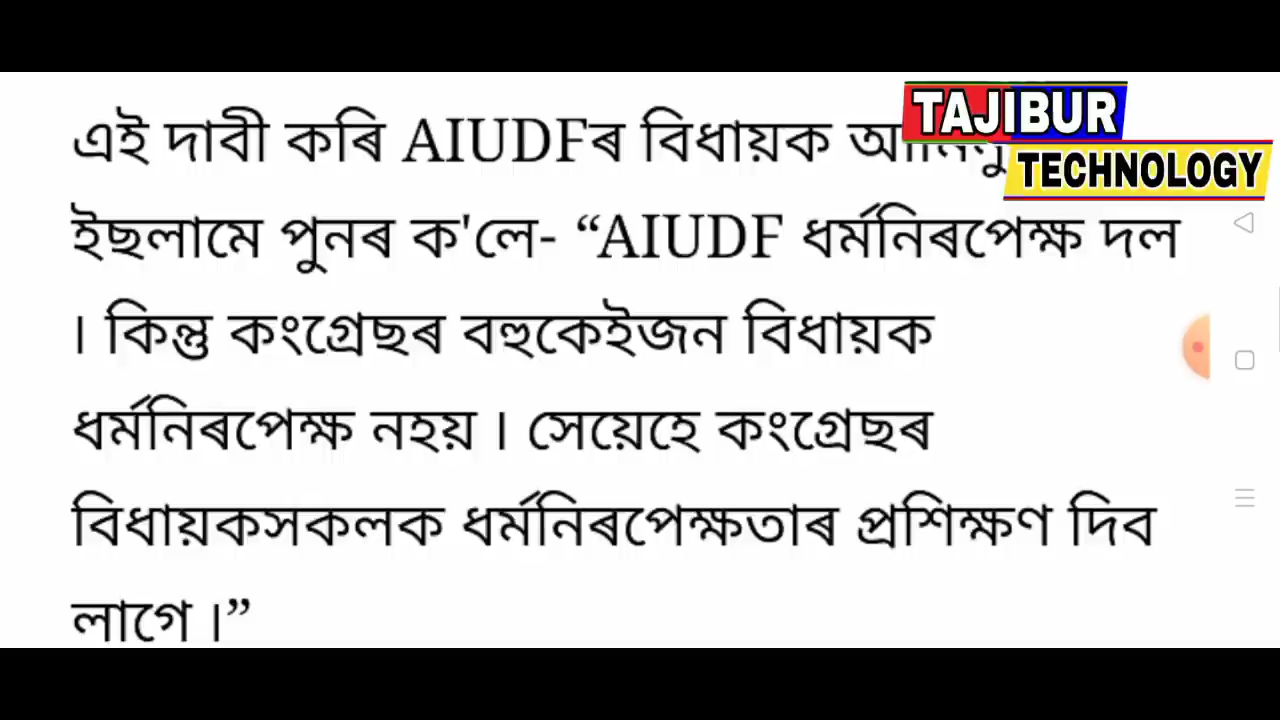 TAJIBUR
TECHNOLOGY
এই দাবী কৰি AIUDFৰ বিধায়ক
ইছলামে পুনৰ ক'লে- “AIUDF ধৰ্মনিৰপেক্ষ দল
। কিন্তু কংগ্ৰেছৰ বহুকেইজন বিধায়ক
ধৰ্মনিৰপেক্ষ নহয় । সেয়েহে কংগ্ৰেছৰ
বিধায়কসকলক ধৰ্মনিৰপেক্ষতাৰ প্ৰশিক্ষণ দিব
লাগে ।”